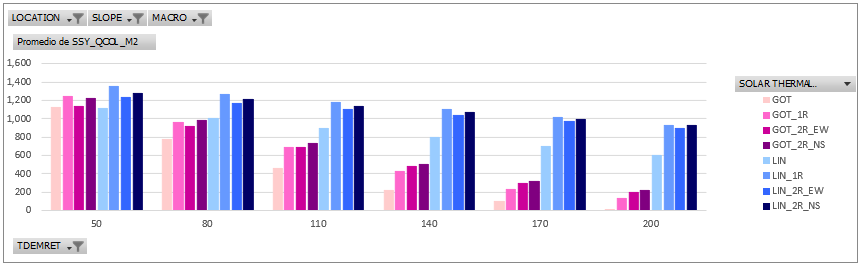 LOCATION SLOPE MACRO
Promedio de SSY_QCOL_M2
1,600
1,400
1,200
1,000
800
600
400
200
0
50 80 110 140 170 200
SOLAR THERMAL...
GOT
GOT_1R
GOT_2R_EW
GOT_2R_NS
LIN
LIN_1R
LIN_2R_EW
LIN_2R_NS
TDEMRET